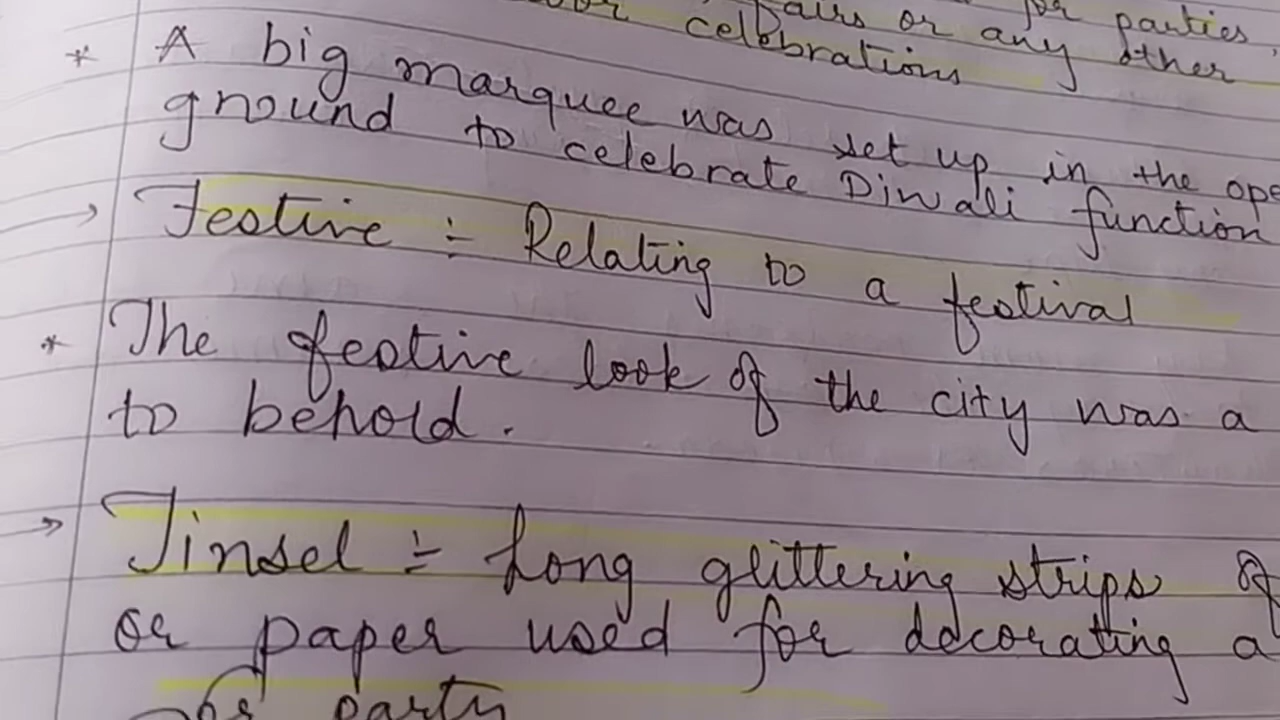 for parties,
fairs or any other
celebrations
* A big marquee was set up in the ope
ground to celebrate Diwali function
→ Festive ÷ Relating to a festival
* The festive look of the city was a
to behold.
→ Tinsel ÷ Long glittering strips of
or paper used for decorating a
or party